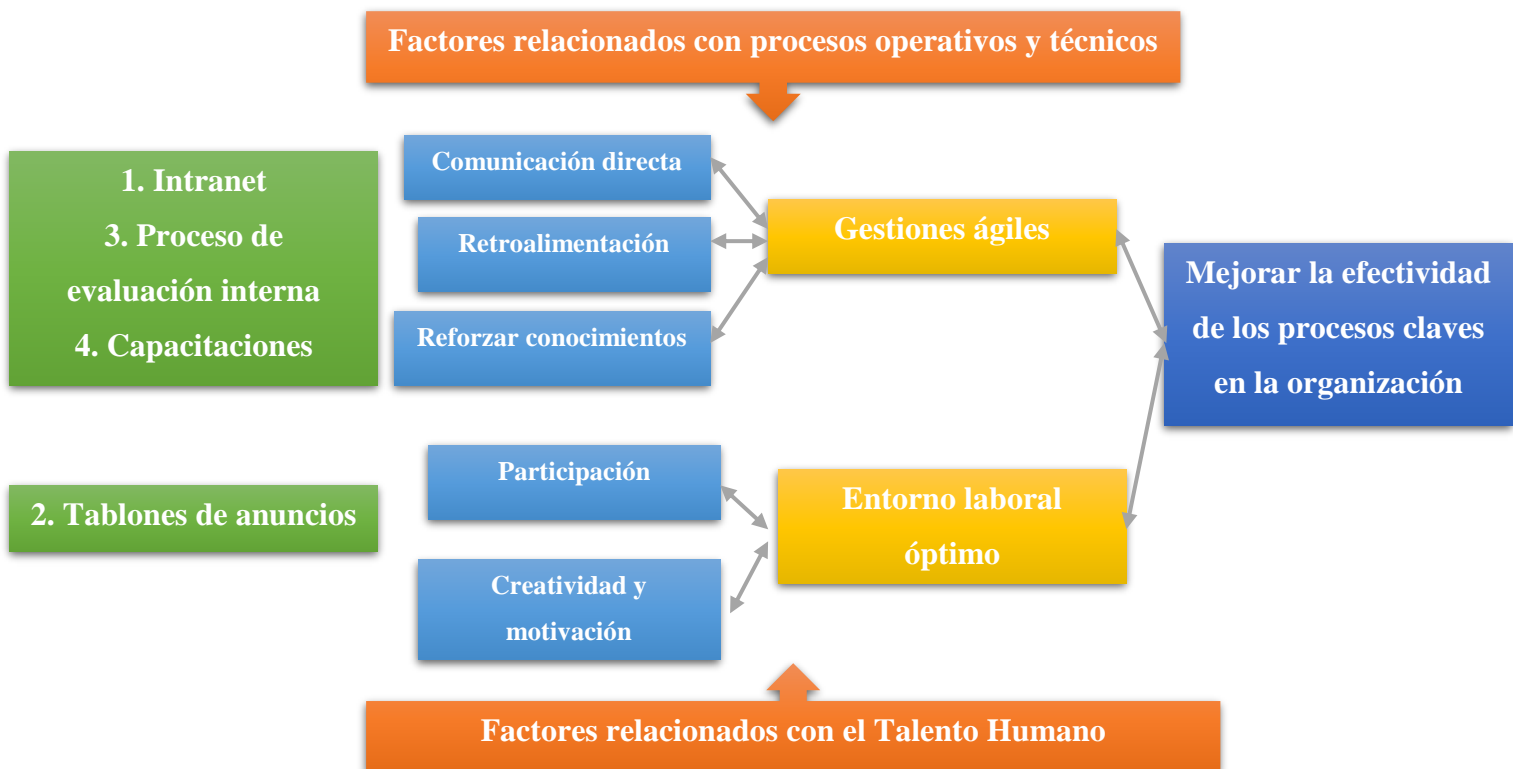 Factores relacionados con procesos operativos y técnicos
1. Intranet
3. Proceso de
evaluación interna
4. Capacitaciones
Comunicación directa
Retroalimentación
Reforzar conocimientos
Gestiones ágiles
Mejorar la efectividad
de los procesos claves
en la organización
2. Tablones de anuncios
Participación
Creatividad y
motivación
Entorno laboral
óptimo
Factores relacionados con el Talento Humano